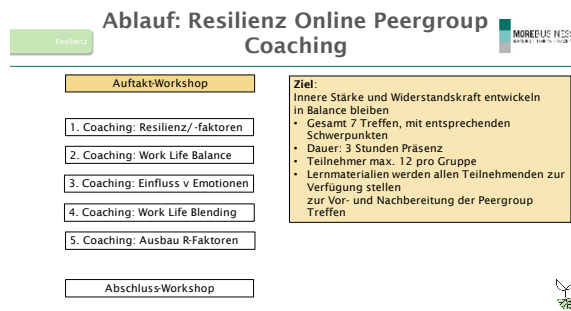 Ablauf: Resilienz Online Peergroup
Coaching
Resilienz
MOREBUSINESS
Auftakt-Workshop
1. Coaching: Resilienz/-faktoren
2. Coaching: Work Life Balance
3. Coaching: Einfluss v Emotionen
4. Coaching: Work Life Blending
5. Coaching: Ausbau R-Faktoren
Abschluss-Workshop
Ziel:
Innere Stärke und Widerstandskraft entwickeln
in Balance bleiben
• Gesamt 7 Treffen, mit entsprechenden
Schwerpunkten
• Dauer: 3 Stunden Präsenz
• Teilnehmer max. 12 pro Gruppe
• Lernmaterialien werden allen Teilnehmenden zur
Verfügung stellen
zur Vor- und Nachbereitung der Peergroup
Treffen